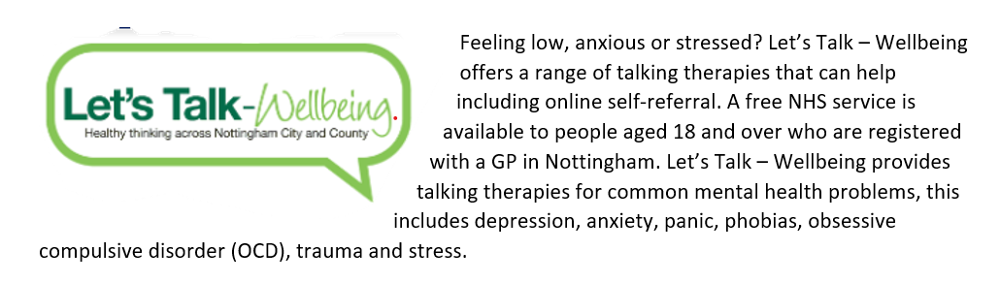 Let's Talk-Wellbeing.
Healthy thinking across Nottingham City and County
Feeling low, anxious or stressed? Let’s Talk – Wellbeing
offers a range of talking therapies that can help
including online self-referral. A free NHS service is
available to people aged 18 and over who are registered
with a GP in Nottingham. Let’s Talk – Wellbeing provides
talking therapies for common mental health problems, this
includes depression, anxiety, panic, phobias, obsessive
compulsive disorder (OCD), trauma and stress.